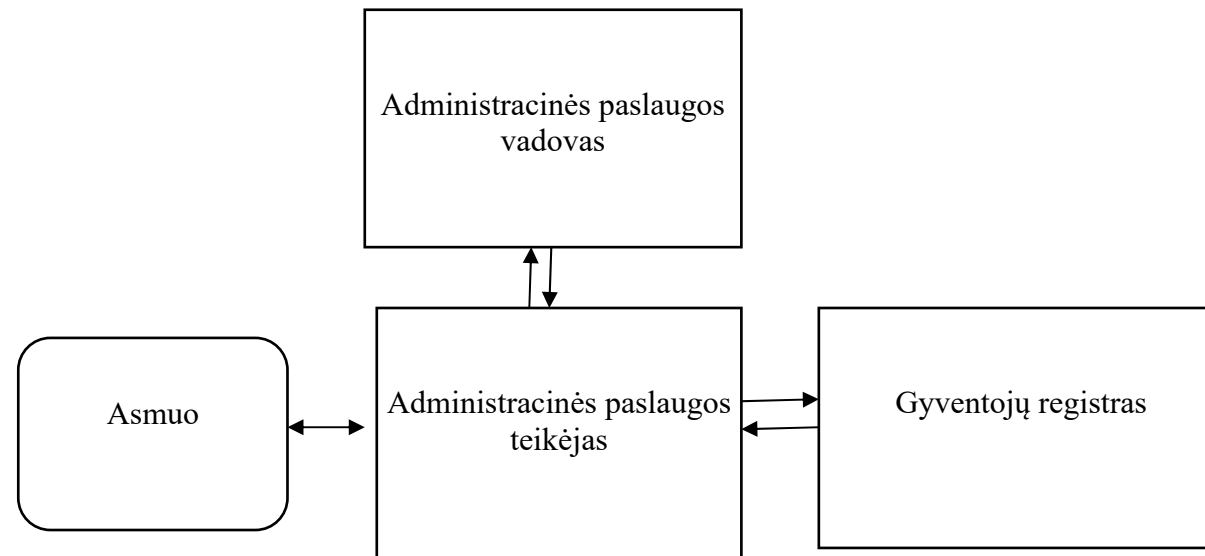 Administracinės paslaugos
vadovas
Asmuo
Administracinės paslaugos
teikėjas
Gyventojų registras